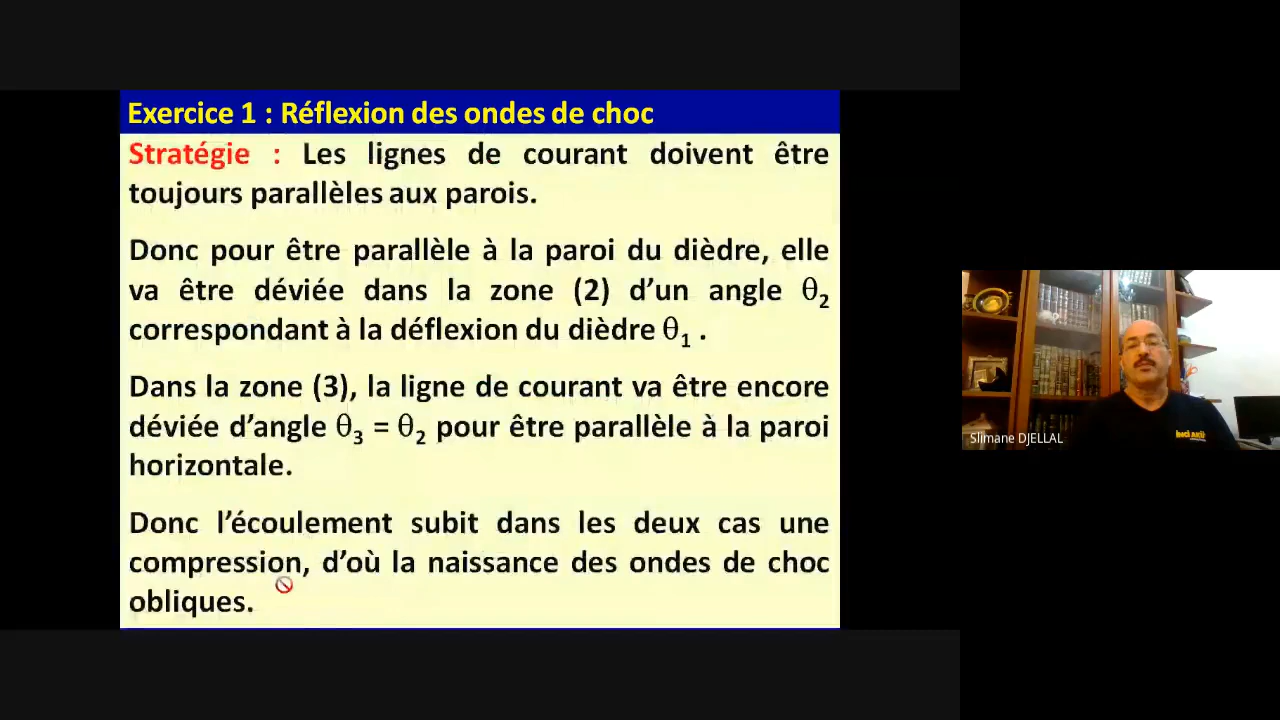 Exercice 1 : Réflexion des ondes de choc
Stratégie : Les lignes de courant doivent être
toujours parallèles aux parois.
Donc pour être parallèle à la paroi du dièdre, elle
va être déviée dans la zone (2) d'un angle θ₂
correspondant à la déflexion du dièdre θ₁ .
Dans la zone (3), la ligne de courant va être encore
déviée d'angle θ₃ = θ₂ pour être parallèle à la paroi
horizontale.
Donc l'écoulement subit dans les deux cas une
compression, d'où la naissance des ondes de choc
obliques.
Slimane DJELLAL